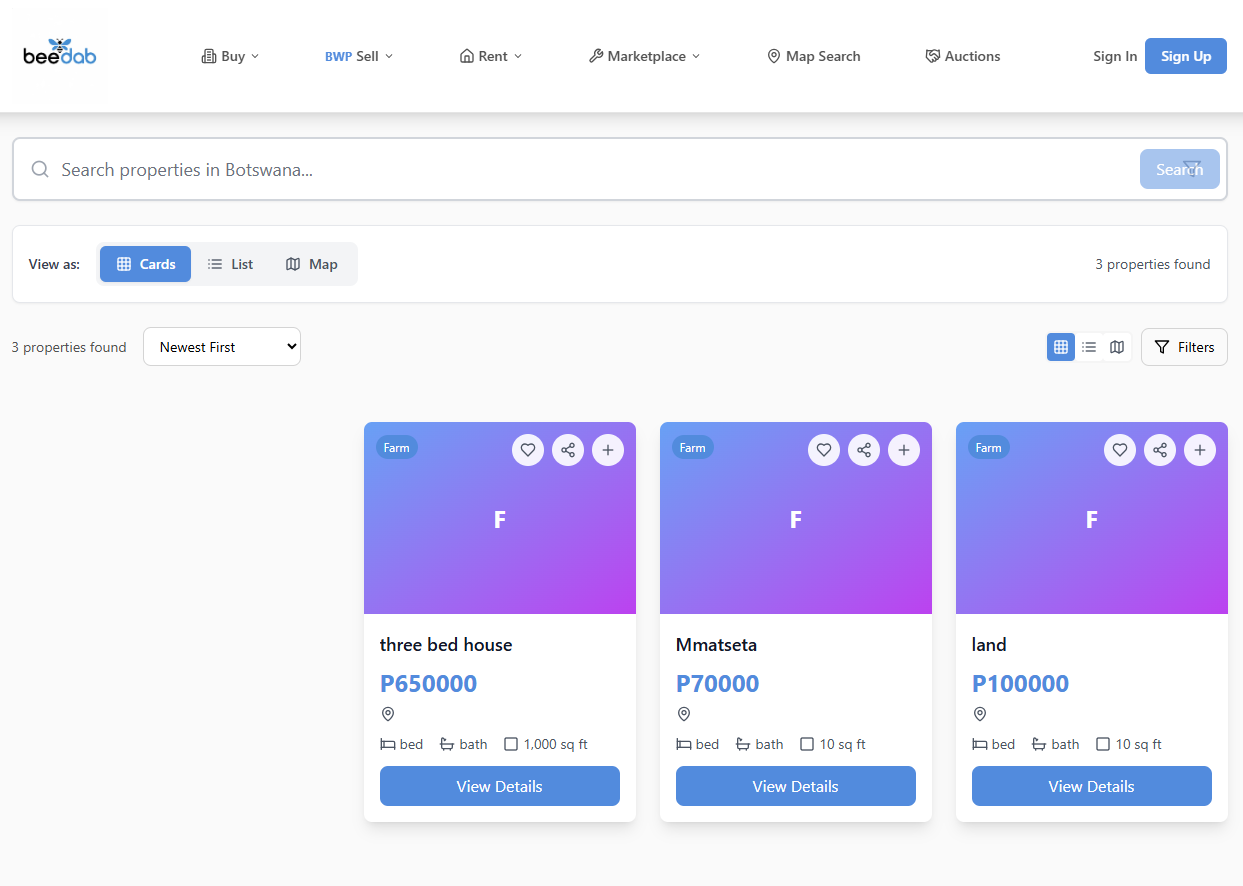 beedab
Buy
BWP Sell
Rent
Marketplace
Map Search
Auctions
Sign In
Sign Up
Search properties in Botswana...
Search
View as:
Cards
List
Map
3 properties found
3 properties found
Newest First
Filters
Farm
F
three bed house
P650000
bed
bath
1,000 sq ft
View Details
Farm
F
Mmatseta
P70000
bed
bath
10 sq ft
View Details
Farm
F
land
P100000
bed
bath
10 sq ft
View Details